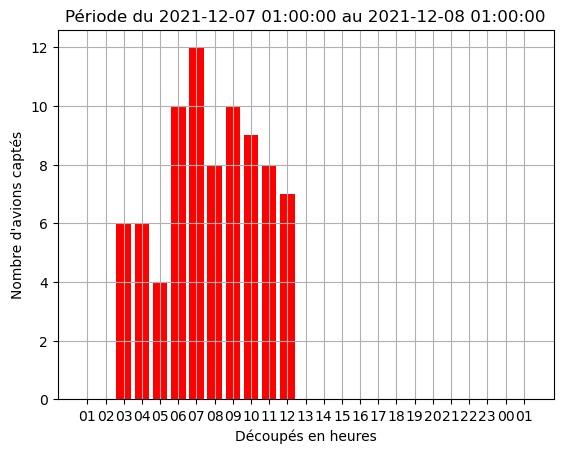 Période du 2021-12-07 01:00:00 au 2021-12-08 01:00:00
12
10
8
6
4
2
0
Nombre d'avions captés
01 02 03 04 05 06 07 08 09 10 11 12 13 14 15 16 17 18 19 20 21 22 23 00 01
Découpés en heures